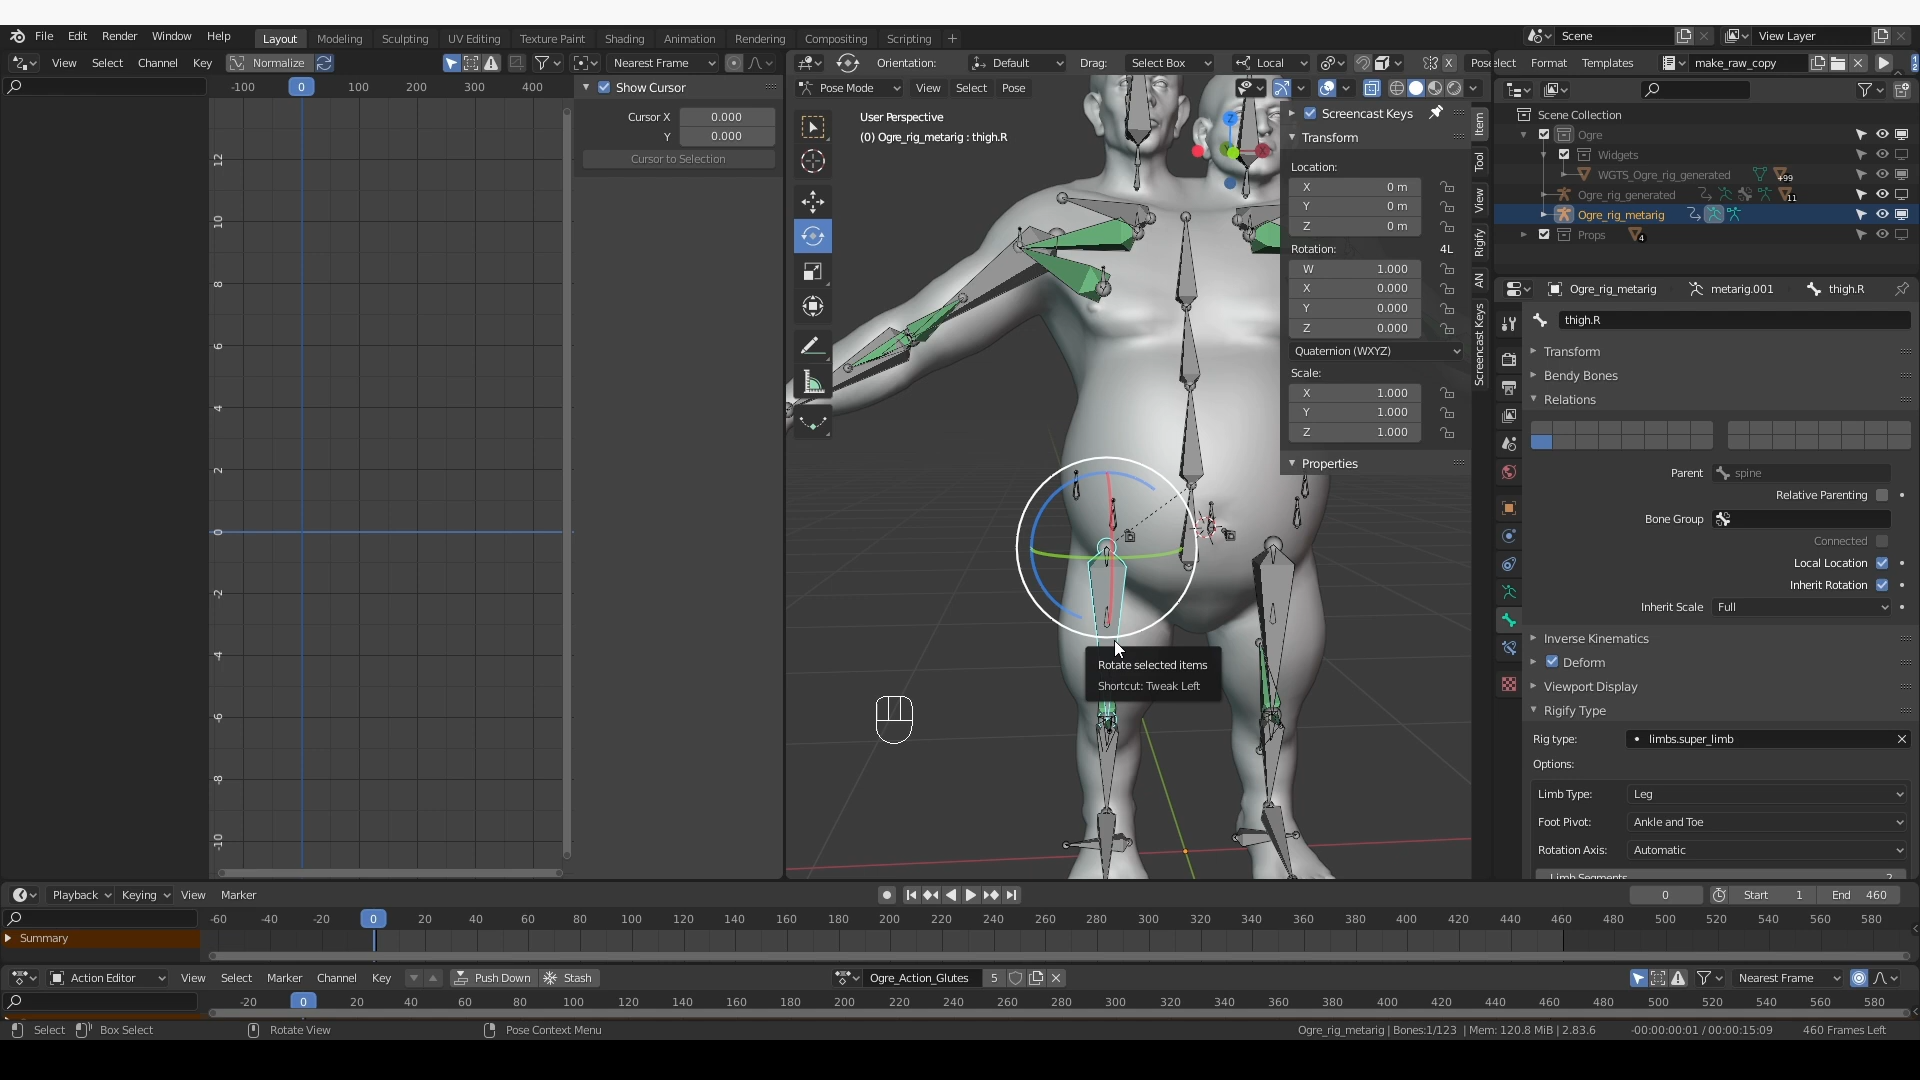 File Edit Render Window Help Layout Modeling Sculpting UV Editing Texture Paint Shading Animation Rendering Compositing Scripting + Scene View Layer
View Select Channel Key Normalize Nearest Frame Orientation: Default Drag: Select Box Local X Format Templates make_raw_copy
-100 0 100 200 300 400 Show Cursor
Pose Mode View Select Pose
Cursor X 0.000
Y 0.000
Cursor to Selection
12
10
8
6
4
2
0
-2
-4
-6
-8
-10
User Perspective
(0) Ogre_rig_metarig : thigh.R
Z
X
Screencast Keys
Transform
Location:
X 0 m
Y 0 m
Z 0 m
Rotation: 4L
W 1.000
X 0.000
Y 0.000
Z 0.000
Quaternion (WXYZ)
Scale:
X 1.000
Y 1.000
Z 1.000
Properties
Item
Tool
View
Rigify
AN
Screencast Keys
Rotate selected items
Shortcut: Tweak Left
Scene Collection
Ogre
Widgets
WGTS_Ogre_rig_generated +99
Ogre_rig_generated 11
Ogre_rig_metarig
Props 4
Ogre_rig_metarig metarig.001 thigh.R
thigh.R
Transform
Bendy Bones
Relations
Parent spine
Relative Parenting
Bone Group
Connected
Local Location
Inherit Rotation
Inherit Scale Full
Inverse Kinematics
Deform
Viewport Display
Rigify Type
Rig type: limbs.super_limb
Options:
Limb Type: Leg
Foot Pivot: Ankle and Toe
Rotation Axis: Automatic
Limb Segments 2
Playback Keying View Marker 0 Start 1 End 460
-60 -40 -20 0 20 40 60 80 100 120 140 160 180 200 220 240 260 280 300 320 340 360 380 400 420 440 460 480 500 520 540 560 580
Summary
Action Editor View Select Marker Channel Key Push Down Stash Ogre_Action_Glutes 5 Nearest Frame
-20 0 20 40 60 80 100 120 140 160 180 200 220 240 260 280 300 320 340 360 380 400 420 440 460 480 500 520 540 560 580
Select Box Select Rotate View Pose Context Menu Ogre_rig_metarig | Bones:1/123 | Mem: 120.8 MiB | 2.83.6 -00:00:00:01 / 00:00:15:09 460 Frames Left